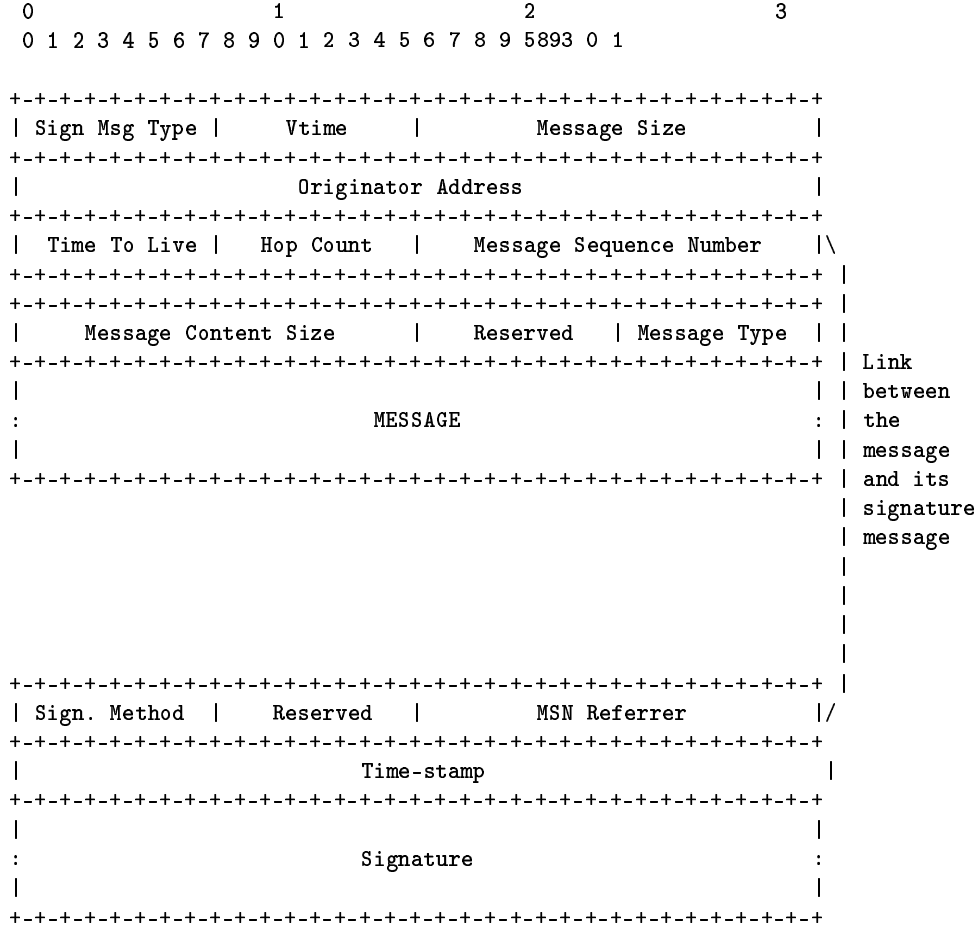 0 1 2 3
0 1 2 3 4 5 6 7 8 9 0 1 2 3 4 5 6 7 8 9 5893 0 1
+-+-+-+-+-+-+-+-+-+-+-+-+-+-+-+-+-+-+-+-+-+-+-+-+-+-+-+-+-+-+-+-+
| Sign Msg Type | Vtime | Message Size |
+-+-+-+-+-+-+-+-+-+-+-+-+-+-+-+-+-+-+-+-+-+-+-+-+-+-+-+-+-+-+-+-+
| Originator Address |
+-+-+-+-+-+-+-+-+-+-+-+-+-+-+-+-+-+-+-+-+-+-+-+-+-+-+-+-+-+-+-+-+
| Time To Live | Hop Count | Message Sequence Number |\
+-+-+-+-+-+-+-+-+-+-+-+-+-+-+-+-+-+-+-+-+-+-+-+-+-+-+-+-+-+-+-+-+ |
+-+-+-+-+-+-+-+-+-+-+-+-+-+-+-+-+-+-+-+-+-+-+-+-+-+-+-+-+-+-+-+-+ |
| Message Content Size | Reserved | Message Type | |
+-+-+-+-+-+-+-+-+-+-+-+-+-+-+-+-+-+-+-+-+-+-+-+-+-+-+-+-+-+-+-+-+ | Link
| | | between
: MESSAGE : | the
| | | message
+-+-+-+-+-+-+-+-+-+-+-+-+-+-+-+-+-+-+-+-+-+-+-+-+-+-+-+-+-+-+-+-+ | and its
| signature
| message
|
|
|
|
+-+-+-+-+-+-+-+-+-+-+-+-+-+-+-+-+-+-+-+-+-+-+-+-+-+-+-+-+-+-+-+-+ |
| Sign. Method | Reserved | MSN Referrer |/
+-+-+-+-+-+-+-+-+-+-+-+-+-+-+-+-+-+-+-+-+-+-+-+-+-+-+-+-+-+-+-+-+
| Time-stamp |
+-+-+-+-+-+-+-+-+-+-+-+-+-+-+-+-+-+-+-+-+-+-+-+-+-+-+-+-+-+-+-+-+
| |
: Signature :
| |
+-+-+-+-+-+-+-+-+-+-+-+-+-+-+-+-+-+-+-+-+-+-+-+-+-+-+-+-+-+-+-+-+